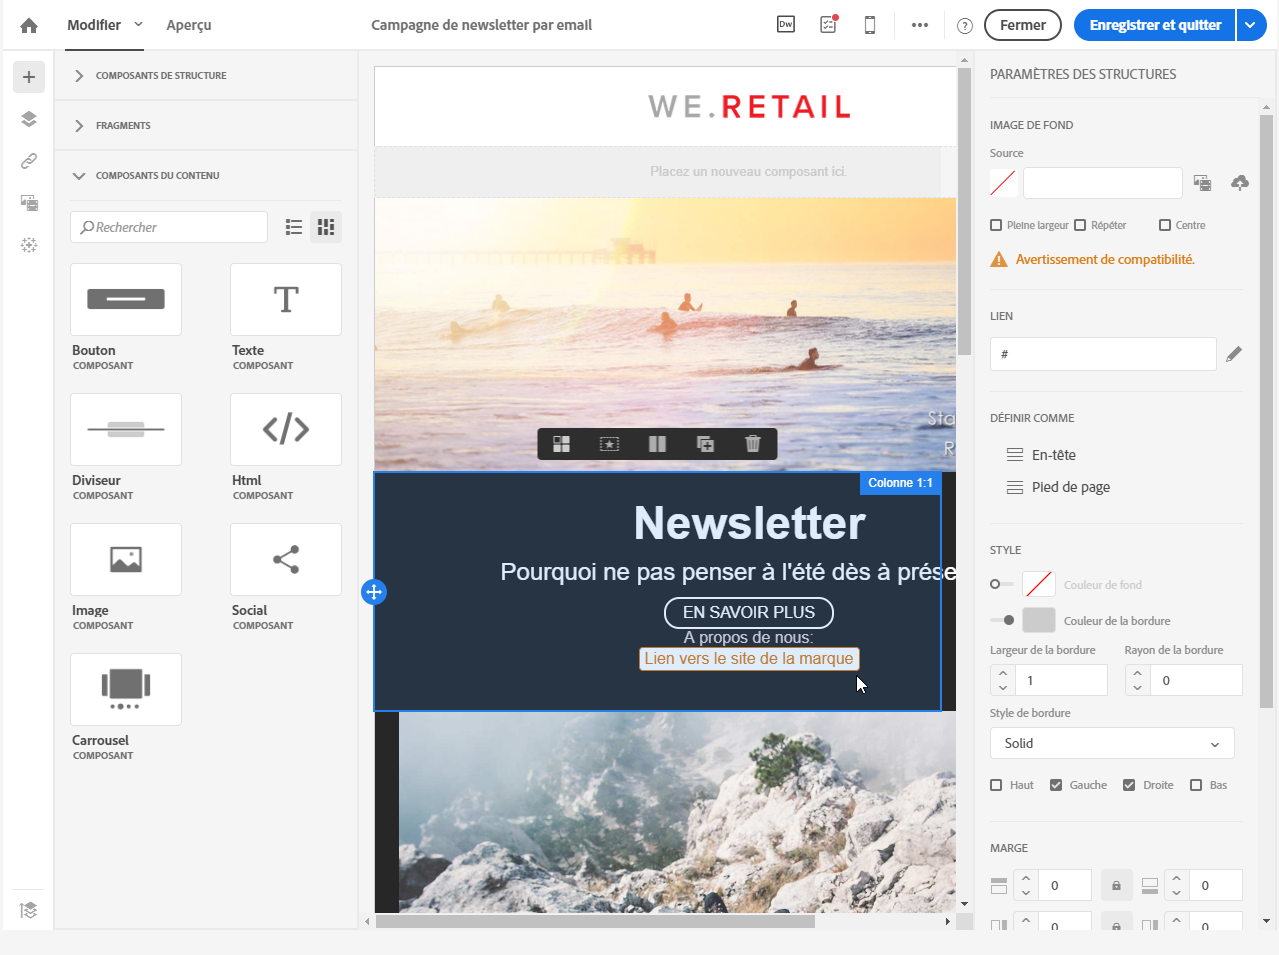 Modifier
Aperçu
Campagne de newsletter par email
Dw
Fermer
Enregistrer et quitter
COMPOSANTS DE STRUCTURE
FRAGMENTS
COMPOSANTS DU CONTENU
Rechercher
Bouton
COMPOSANT
Texte
COMPOSANT
Diviseur
COMPOSANT
Html
COMPOSANT
Image
COMPOSANT
Social
COMPOSANT
Carrousel
COMPOSANT
WE.RETAIL
Placez un nouveau composant ici.
Sta
R
Colonne 1:1
Newsletter
Pourquoi ne pas penser à l'été dès à prése
EN SAVOIR PLUS
A propos de nous:
Lien vers le site de la marque
PARAMÈTRES DES STRUCTURES
IMAGE DE FOND
Source
Pleine largeur Répéter Centre
Avertissement de compatibilité.
LIEN
#
DÉFINIR COMME
En-tête
Pied de page
STYLE
Couleur de fond
Couleur de la bordure
Largeur de la bordure Rayon de la bordure
1 0
Style de bordure
Solid
Haut Gauche Droite Bas
MARGE
0 0
0 0